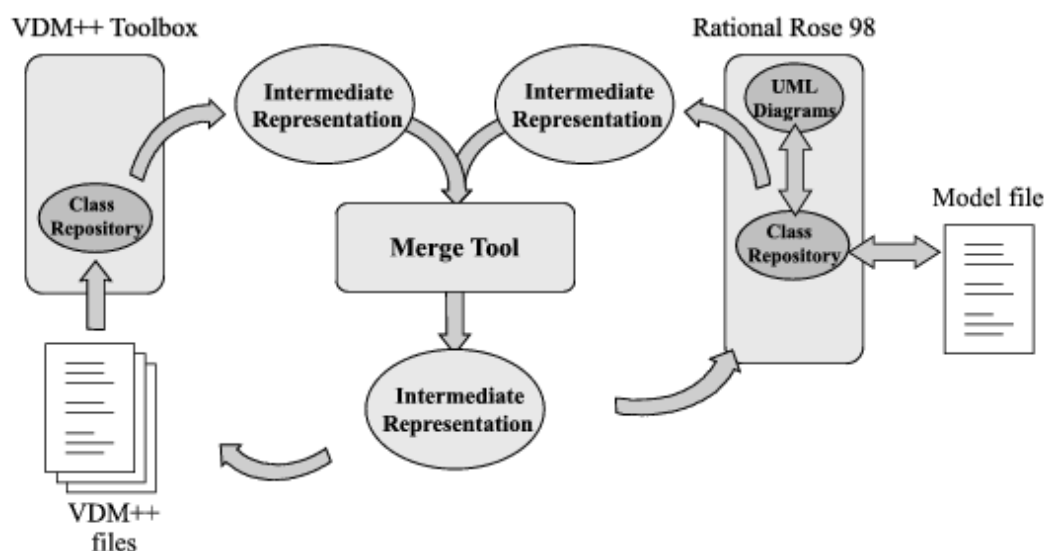 VDM++ Toolbox
Rational Rose 98
Intermediate
Representation
Intermediate
Representation
UML
Diagrams
Class
Repository
Merge Tool
Class
Repository
Model file
Intermediate
Representation
VDM++
files